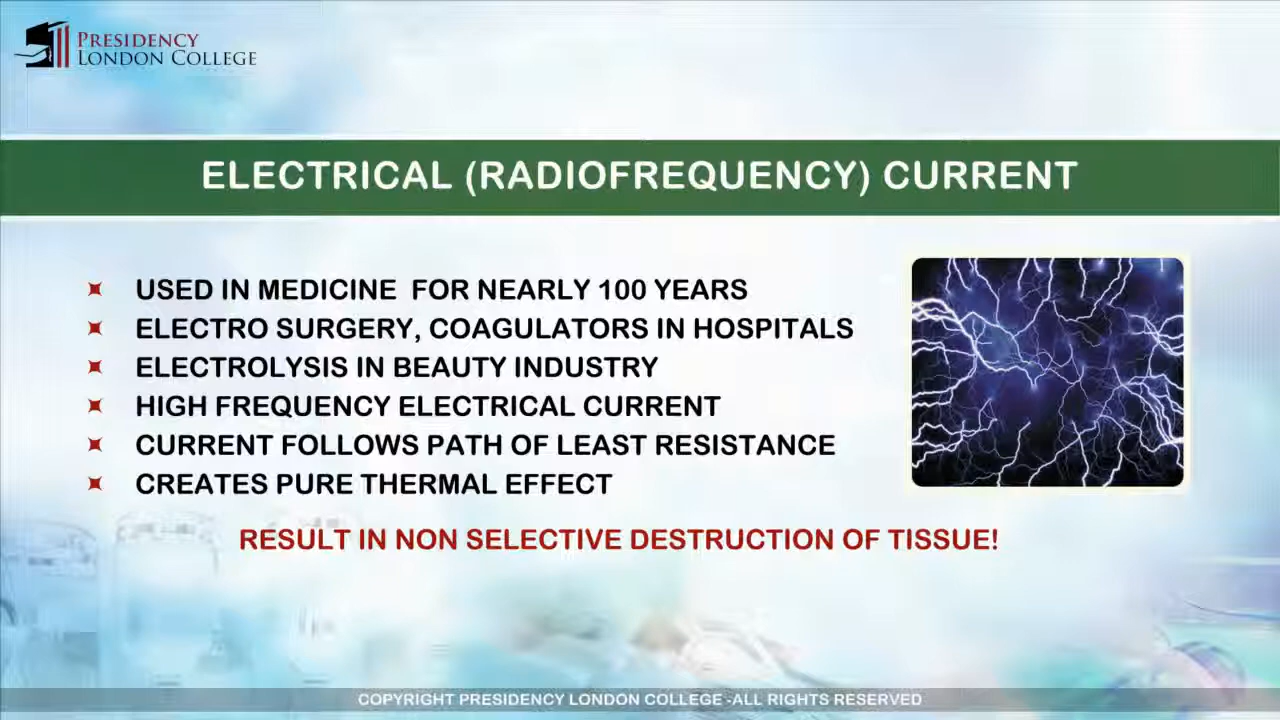 PRESIDENCY
LONDON COLLEGE
ELECTRICAL (RADIOFREQUENCY) CURRENT
USED IN MEDICINE FOR NEARLY 100 YEARS
ELECTRO SURGERY, COAGULATORS IN HOSPITALS
ELECTROLYSIS IN BEAUTY INDUSTRY
HIGH FREQUENCY ELECTRICAL CURRENT
CURRENT FOLLOWS PATH OF LEAST RESISTANCE
CREATES PURE THERMAL EFFECT
RESULT IN NON SELECTIVE DESTRUCTION OF TISSUE!
COPYRIGHT PRESIDENCY LONDON COLLEGE -ALL RIGHTS RESERVED